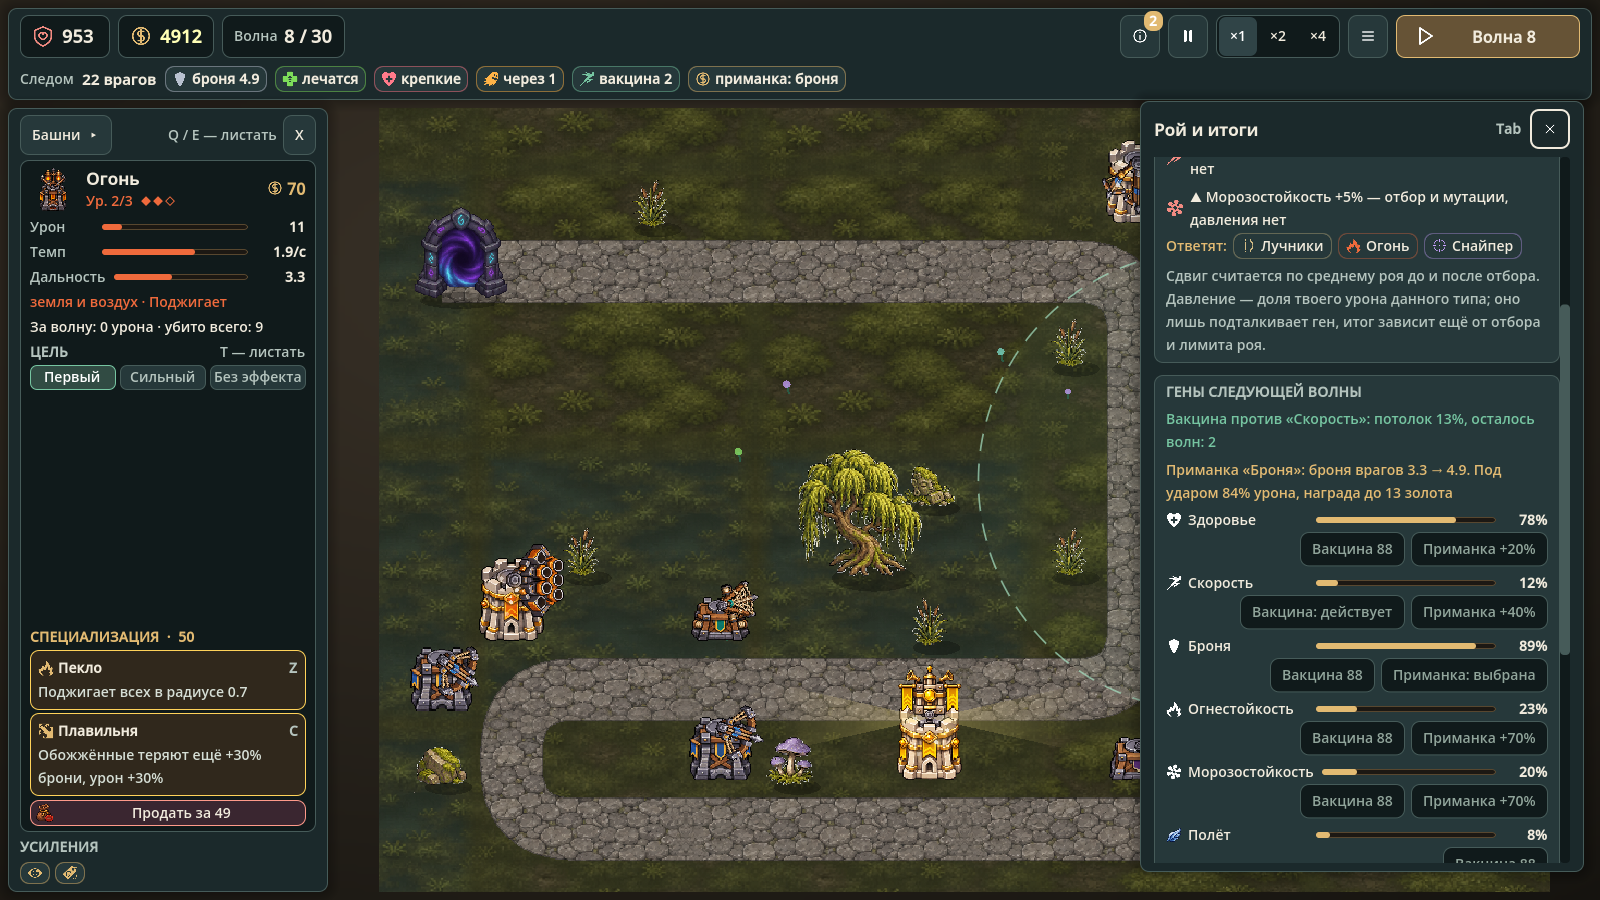 953
4912
Волна 8 / 30
2
×1 ×2 ×4
Волна 8
Следом 22 врагов броня 4.9 лечатся крепкие через 1 вакцина 2 приманка: броня
Башни
Q / E — листать
X
Огонь
70
Ур. 2/3
Урон 11
Темп 1.9/с
Дальность 3.3
земля и воздух · Поджигает
За волну: 0 урона · убито всего: 9
ЦЕЛЬ
T — листать
Первый Сильный Без эффекта
СПЕЦИАЛИЗАЦИЯ · 50
Пекло Z
Поджигает всех в радиусе 0.7
Плавильня C
Обожжённые теряют ещё +30%
брони, урон +30%
Продать за 49
УСИЛЕНИЯ
Рой и итоги
Tab
нет
▲ Морозостойкость +5% — отбор и мутации,
давления нет
Ответят: Лучники Огонь Снайпер
Сдвиг считается по среднему роя до и после отбора.
Давление — доля твоего урона данного типа; оно
лишь подталкивает ген, итог зависит ещё от отбора
и лимита роя.
ГЕНЫ СЛЕДУЮЩЕЙ ВОЛНЫ
Вакцина против «Скорость»: потолок 13%, осталось
волн: 2
Приманка «Броня»: броня врагов 3.3 → 4.9. Под
ударом 84% урона, награда до 13 золота
Здоровье 78%
Вакцина 88 Приманка +20%
Скорость 12%
Вакцина: действует Приманка +40%
Броня 89%
Вакцина 88 Приманка: выбрана
Огнестойкость 23%
Вакцина 88 Приманка +70%
Морозостойкость 20%
Вакцина 88 Приманка +70%
Полёт 8%
Вакцина 88